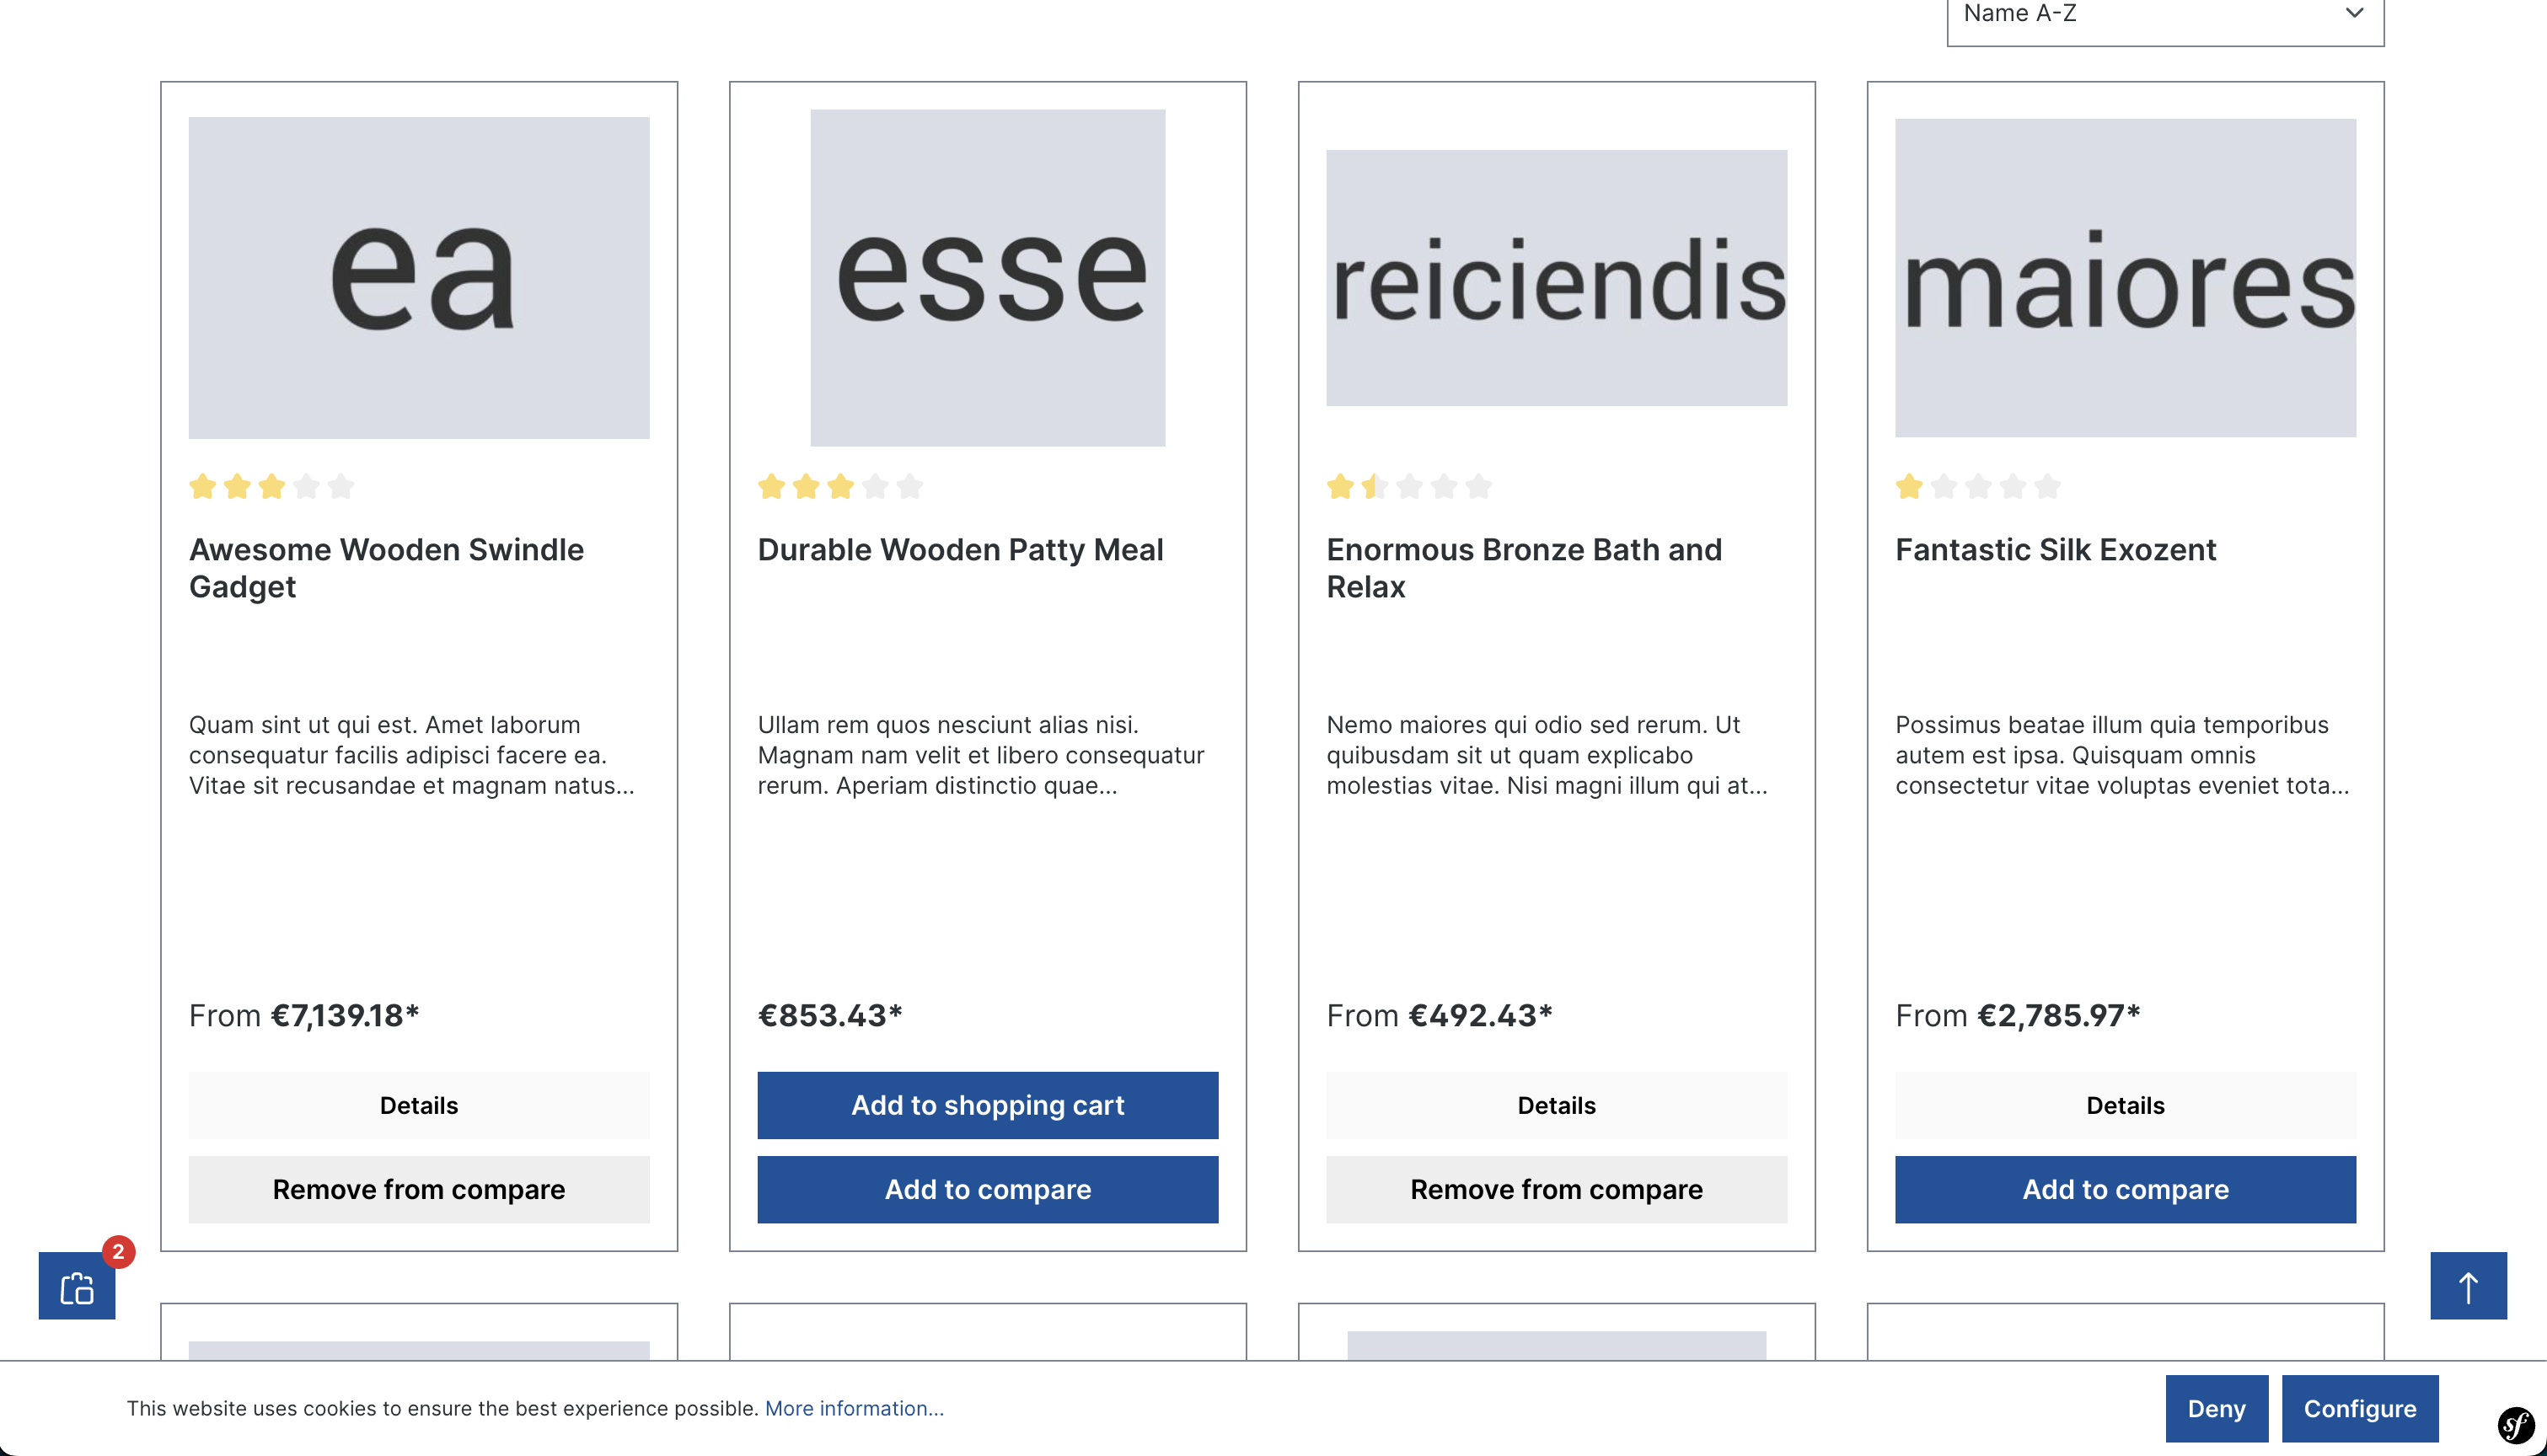 Name A-Z
ea
esse
reiciendis
maiores
Awesome Wooden Swindle
Gadget
Quam sint ut qui est. Amet laborum
consequatur facilis adipisci facere ea.
Vitae sit recusandae et magnam natus...
From €7,139.18*
Details
Remove from compare
Durable Wooden Patty Meal
Ullam rem quos nesciunt alias nisi.
Magnam nam velit et libero consequatur
rerum. Aperiam distinctio quae...
€853.43*
Add to shopping cart
Add to compare
Enormous Bronze Bath and
Relax
Nemo maiores qui odio sed rerum. Ut
quibusdam sit ut quam explicabo
molestias vitae. Nisi magni illum qui at...
From €492.43*
Details
Remove from compare
Fantastic Silk Exozent
Possimus beatae illum quia temporibus
autem est ipsa. Quisquam omnis
consectetur vitae voluptas eveniet tota...
From €2,785.97*
Details
Add to compare
2
This website uses cookies to ensure the best experience possible. More information...
Deny
Configure
sf